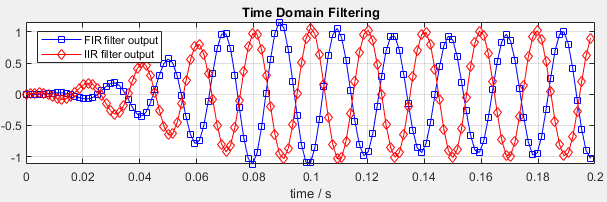 Time Domain Filtering
FIR filter output
IIR filter output
1
0.5
0
-0.5
-1
0 0.02 0.04 0.06 0.08 0.1 0.12 0.14 0.16 0.18 0.2
time / s